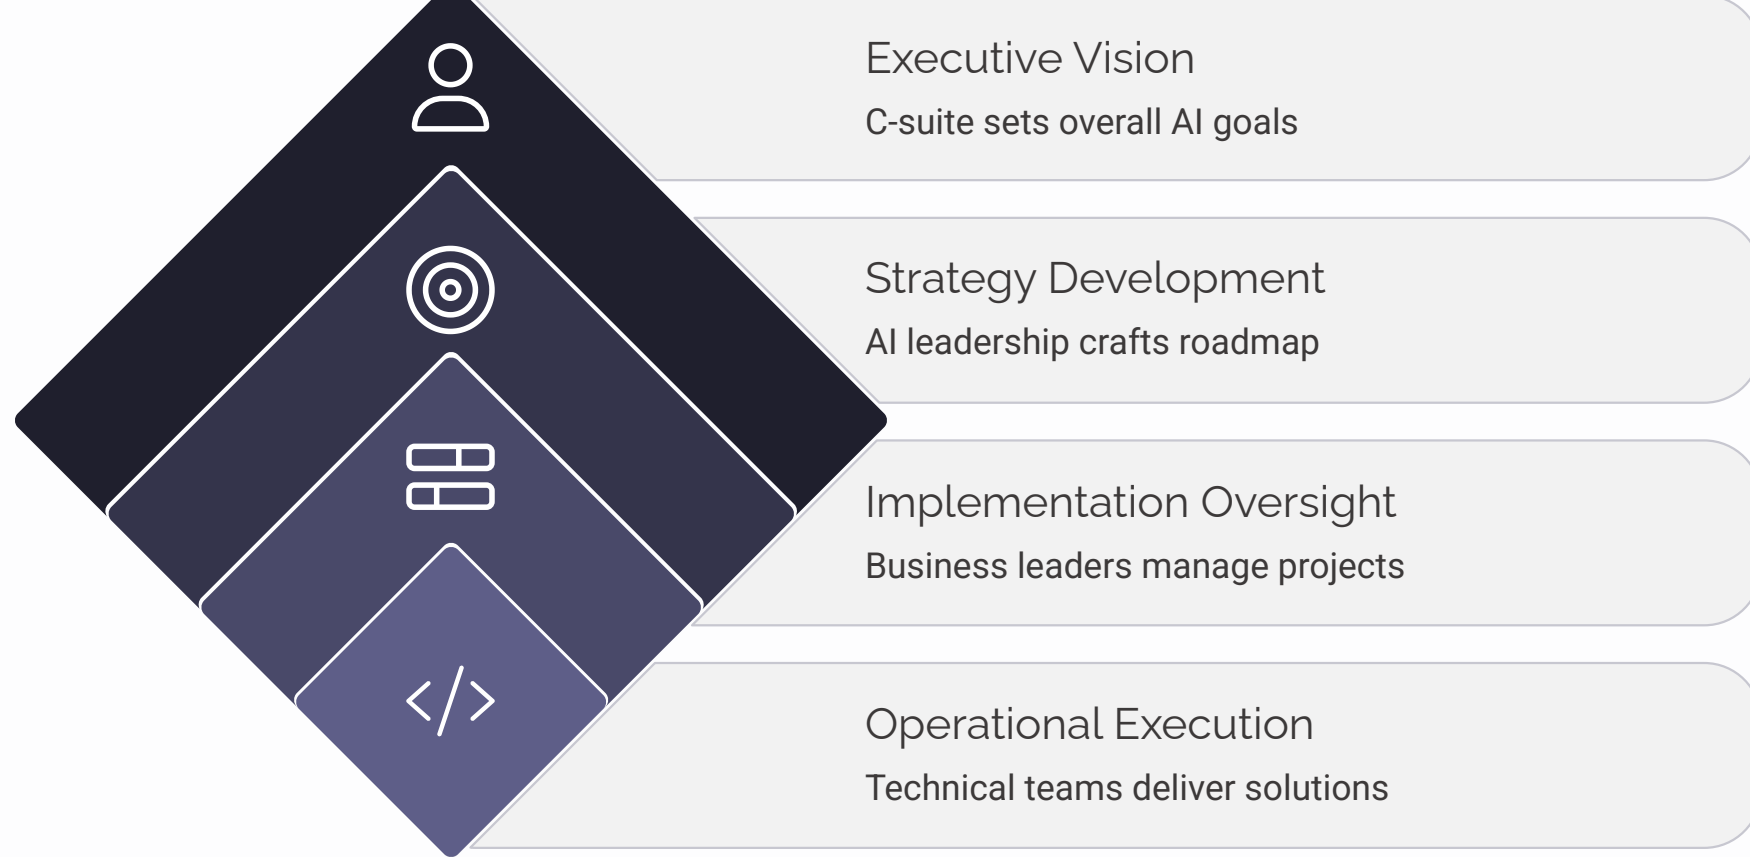 Executive Vision
C-suite sets overall AI goals
Strategy Development
AI leadership crafts roadmap
Implementation Oversight
Business leaders manage projects
Operational Execution
Technical teams deliver solutions